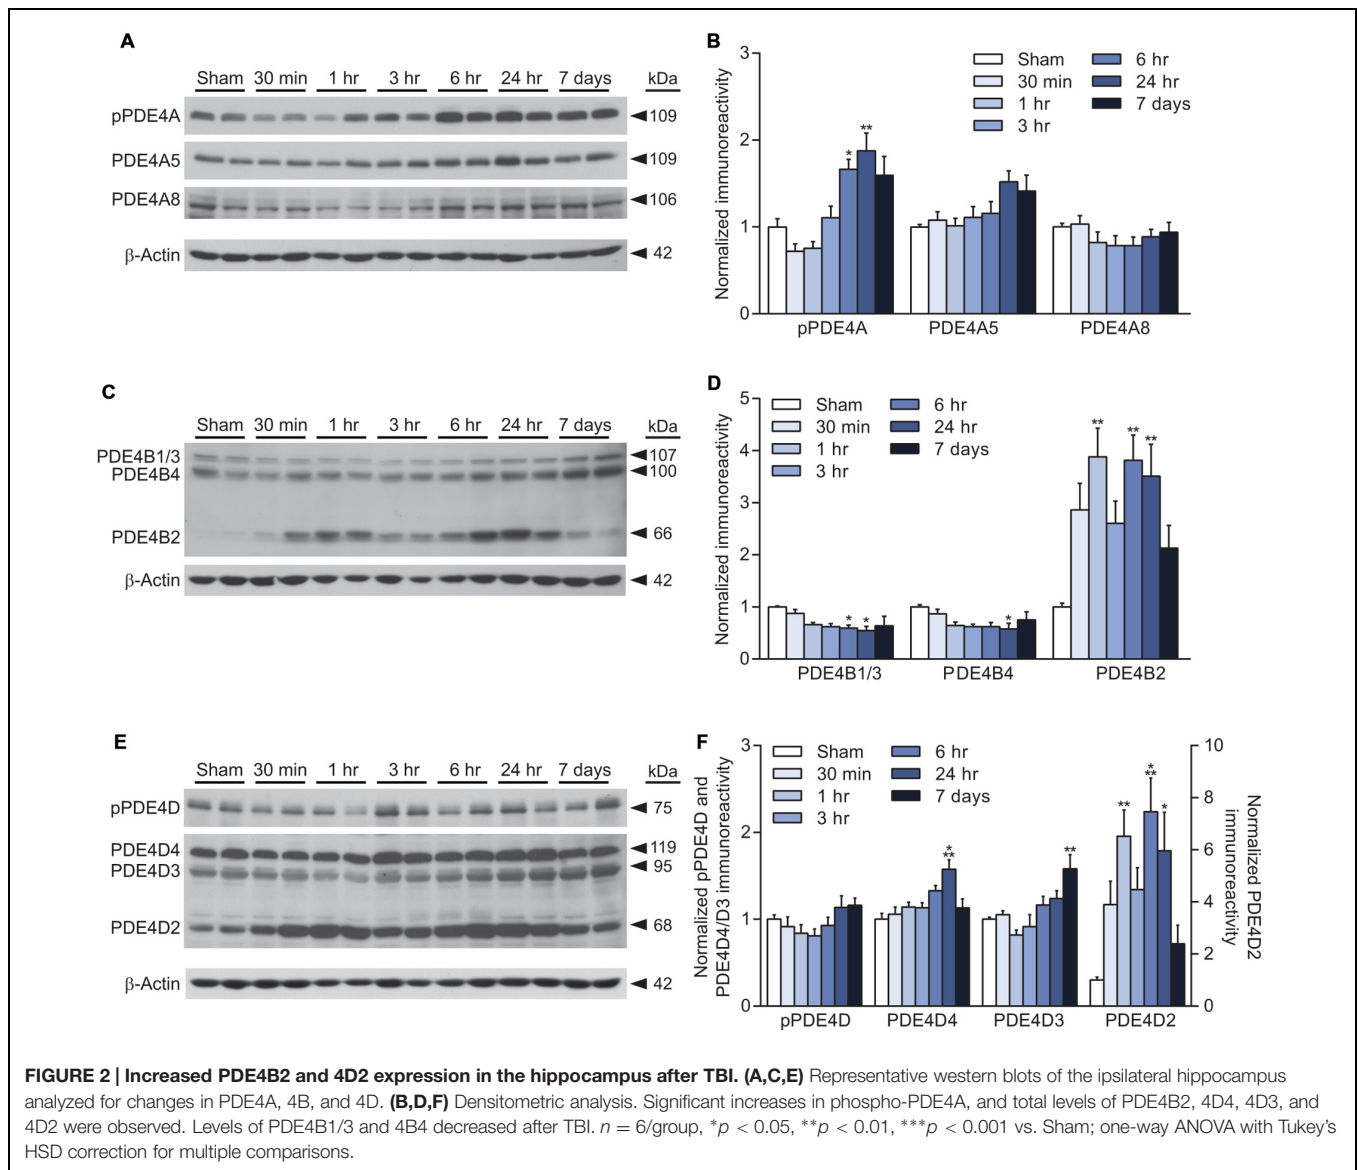 A
Sham 30 min 1 hr 3 hr 6 hr 24 hr 7 days kDa
pPDE4A 109
PDE4A5 109
PDE4A8 106
β-Actin 42
B
Normalized immunoreactivity
3
2
1
0
Sham
30 min
1 hr
3 hr
6 hr
24 hr
7 days
* **
pPDE4A PDE4A5 PDE4A8
C
Sham 30 min 1 hr 3 hr 6 hr 24 hr 7 days kDa
PDE4B1/3 107
PDE4B4 100
PDE4B2 66
β-Actin 42
D
Normalized immunoreactivity
5
4
3
2
1
0
Sham
30 min
1 hr
3 hr
6 hr
24 hr
7 days
* * * ** ** **
PDE4B1/3 PDE4B4 PDE4B2
E
Sham 30 min 1 hr 3 hr 6 hr 24 hr 7 days kDa
pPDE4D 75
PDE4D4 119
PDE4D3 95
PDE4D2 68
β-Actin 42
F
Normalized pPDE4D and
PDE4D4/D3 immunoreactivity
3
2
1
0
Sham
30 min
1 hr
3 hr
6 hr
24 hr
7 days
*
** ** ** *
** *
10
8
6
4
2
0
Normalized PDE4D2
immunoreactivity
pPDE4D PDE4D4 PDE4D3 PDE4D2
FIGURE 2 | Increased PDE4B2 and 4D2 expression in the hippocampus after TBI. (A,C,E) Representative western blots of the ipsilateral hippocampus
analyzed for changes in PDE4A, 4B, and 4D. (B,D,F) Densitometric analysis. Significant increases in phospho-PDE4A, and total levels of PDE4B2, 4D4, 4D3, and
4D2 were observed. Levels of PDE4B1/3 and 4B4 decreased after TBI. n = 6/group, *p < 0.05, **p < 0.01, ***p < 0.001 vs. Sham; one-way ANOVA with Tukey’s
HSD correction for multiple comparisons.